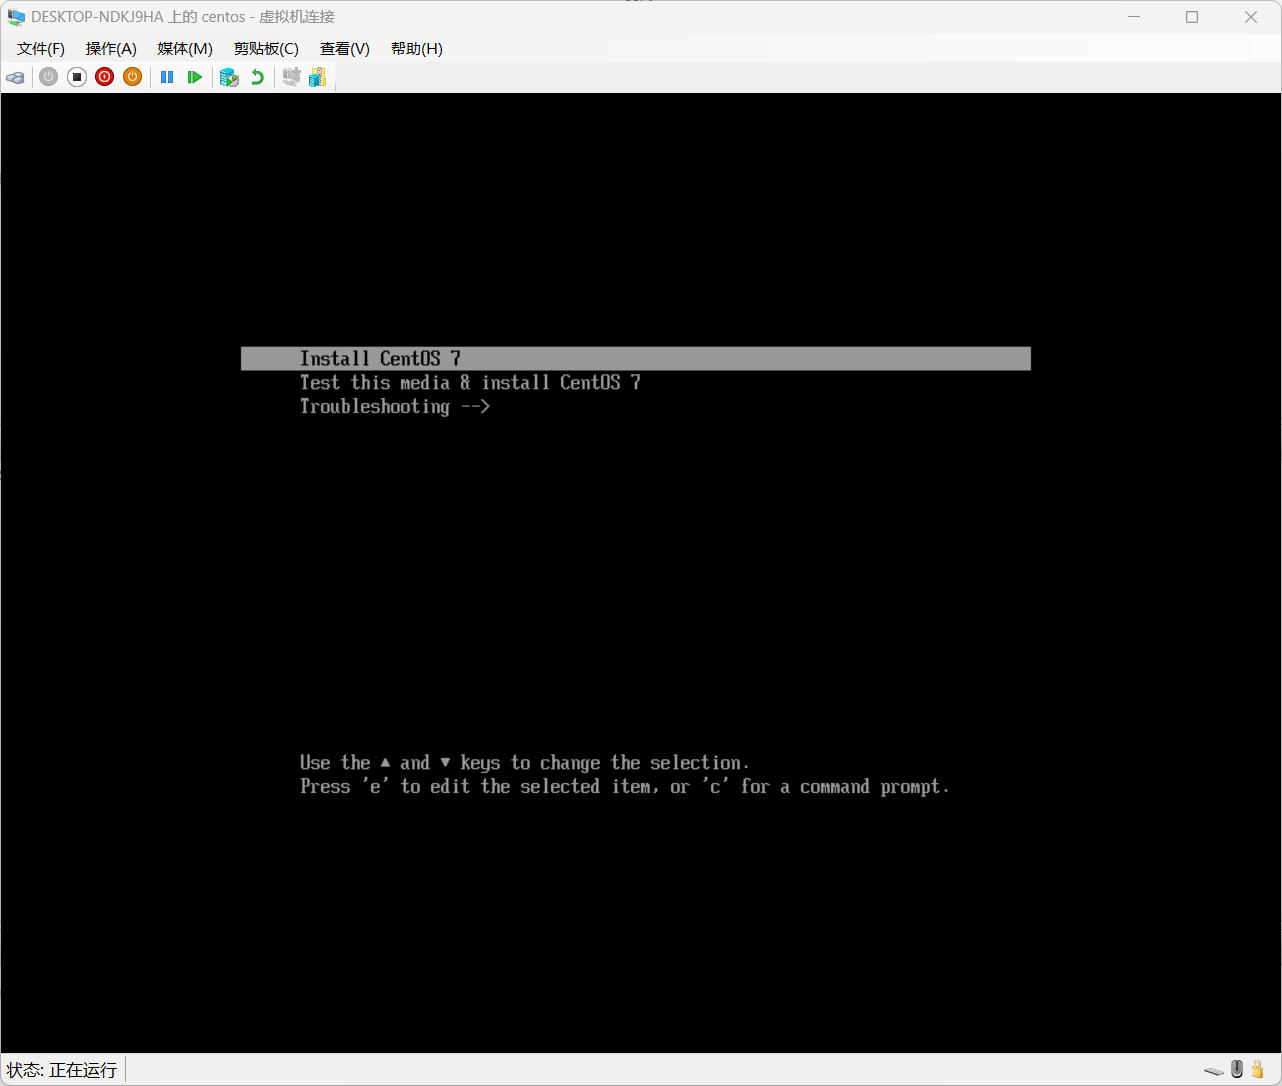 DESKTOP-NDKJ9HA 上的 centos - 虚拟机连接
文件(F) 操作(A) 媒体(M) 剪贴板(C) 查看(V) 帮助(H)
Install CentOS 7
Test this media & install CentOS 7
Troubleshooting -->
Use the ▲ and ▼ keys to change the selection.
Press 'e' to edit the selected item, or 'c' for a command prompt.
状态: 正在运行